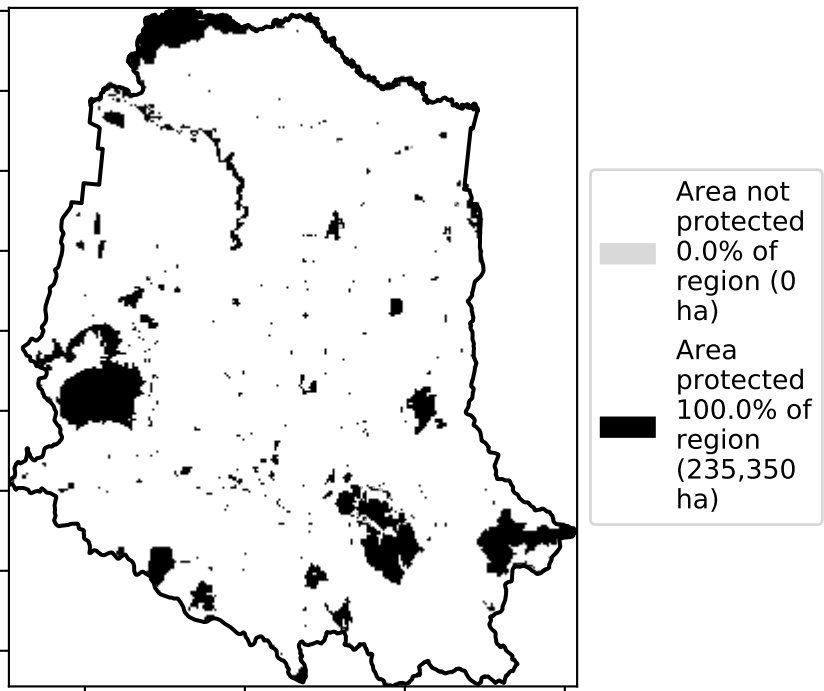 Area not
protected
0.0% of
region (0
ha)
Area
protected
100.0% of
region
(235,350
ha)